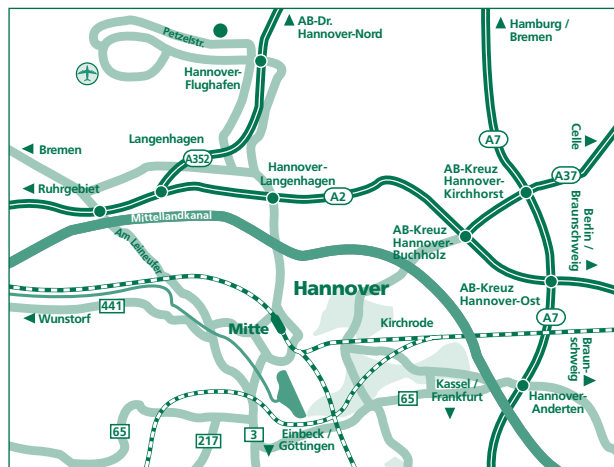 Petzelstr.
AB-Dr.
Hannover-Nord
Hamburg /
Bremen
Hannover-
Flughafen
Langenhagen
A352
Bremen
Ruhrgebiet
Hannover-
Langenhagen
A2
A7
AB-Kreuz
Hannover-
Kirchhorst
A37
Celle
Mittellandkanal
AB-Kreuz
Hannover-
Buchholz
Berlin /
Braunschweig
Am Leineufer
Hannover
AB-Kreuz
Hannover-Ost
441
Wunstorf
Mitte
Kirchrode
A7
Braun-
schweig
Kassel /
Frankfurt
65
Hannover-
Anderten
65
217
3
Einbeck /
Göttingen